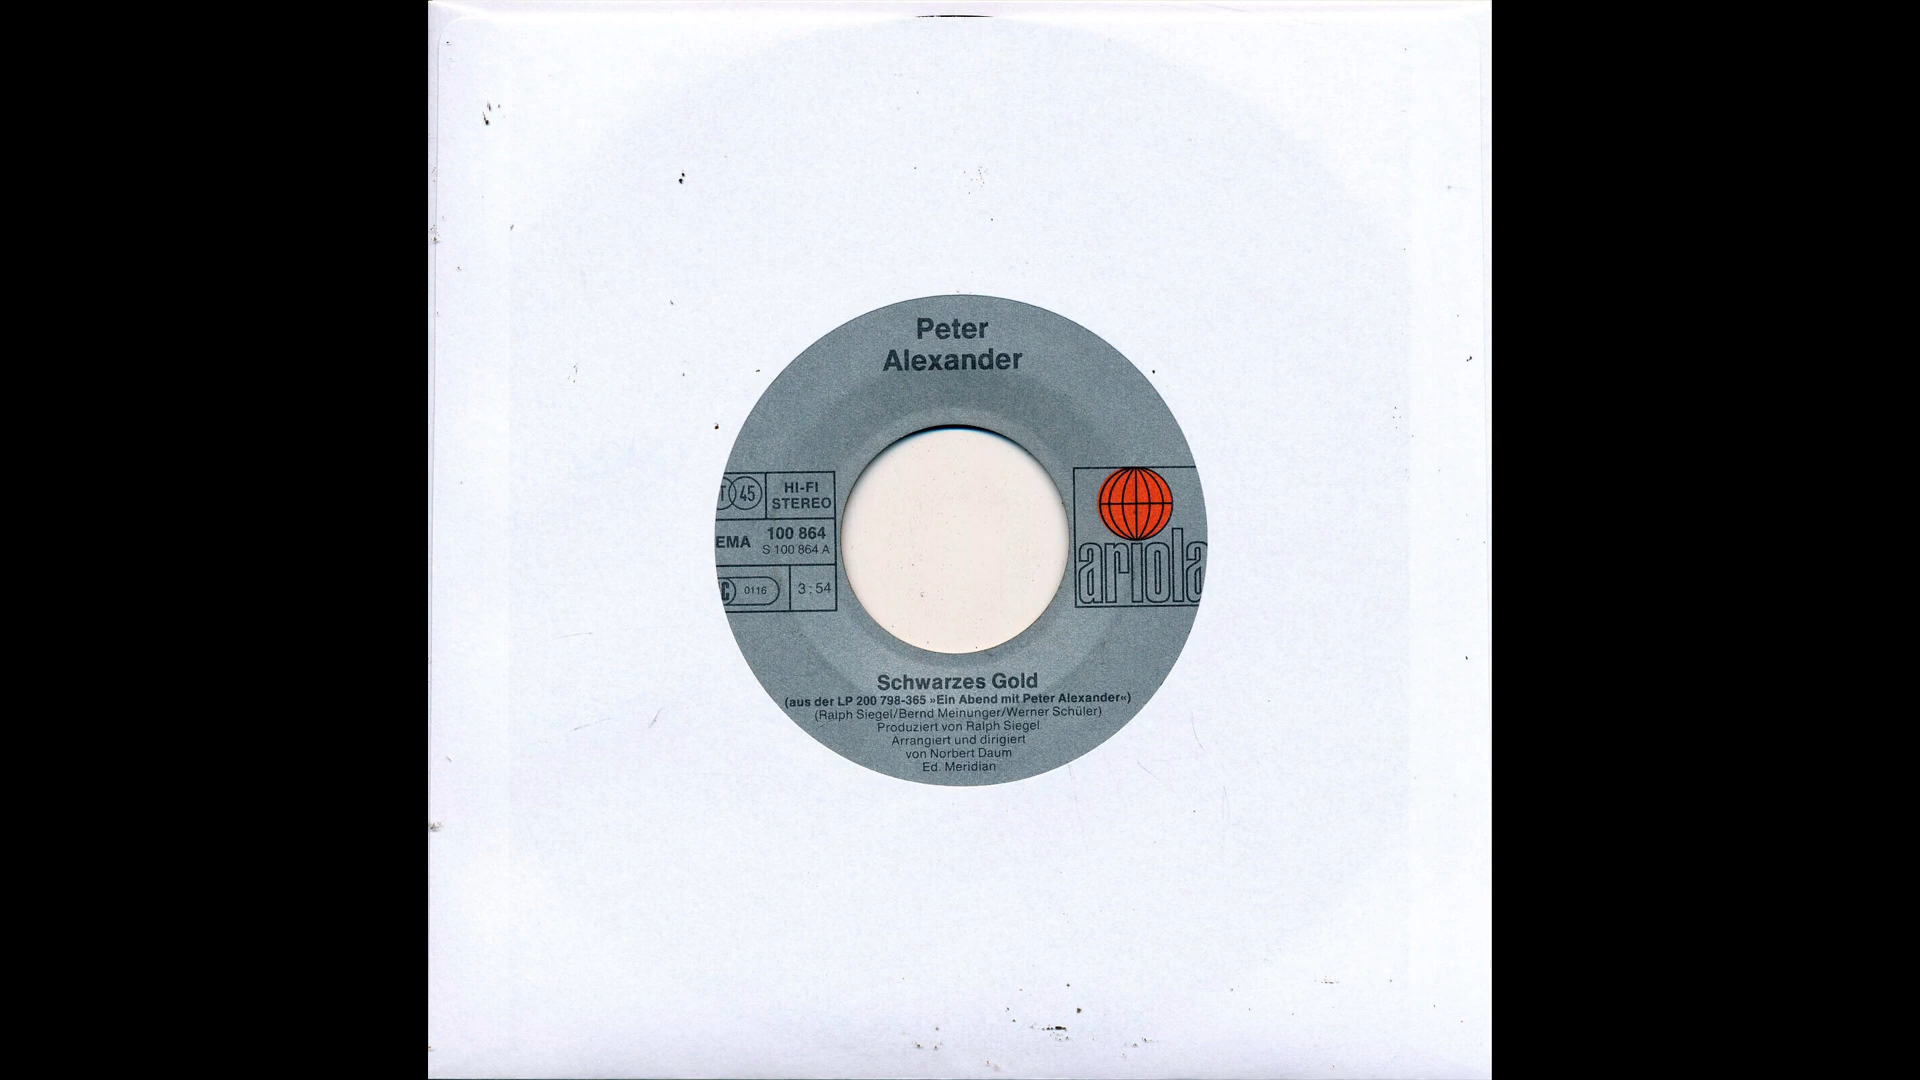 Peter
Alexander
T 45
HI-FI
STEREO
EMA
100 864
S 100 864 A
0116
3:54
ariola
Schwarzes Gold
(aus der LP 200 798-365 »Ein Abend mit Peter Alexander«)
(Ralph Siegel/Bernd Meinunger/Werner Schüler)
Produziert von Ralph Siegel
Arrangiert und dirigiert
von Norbert Daum
Ed. Meridian